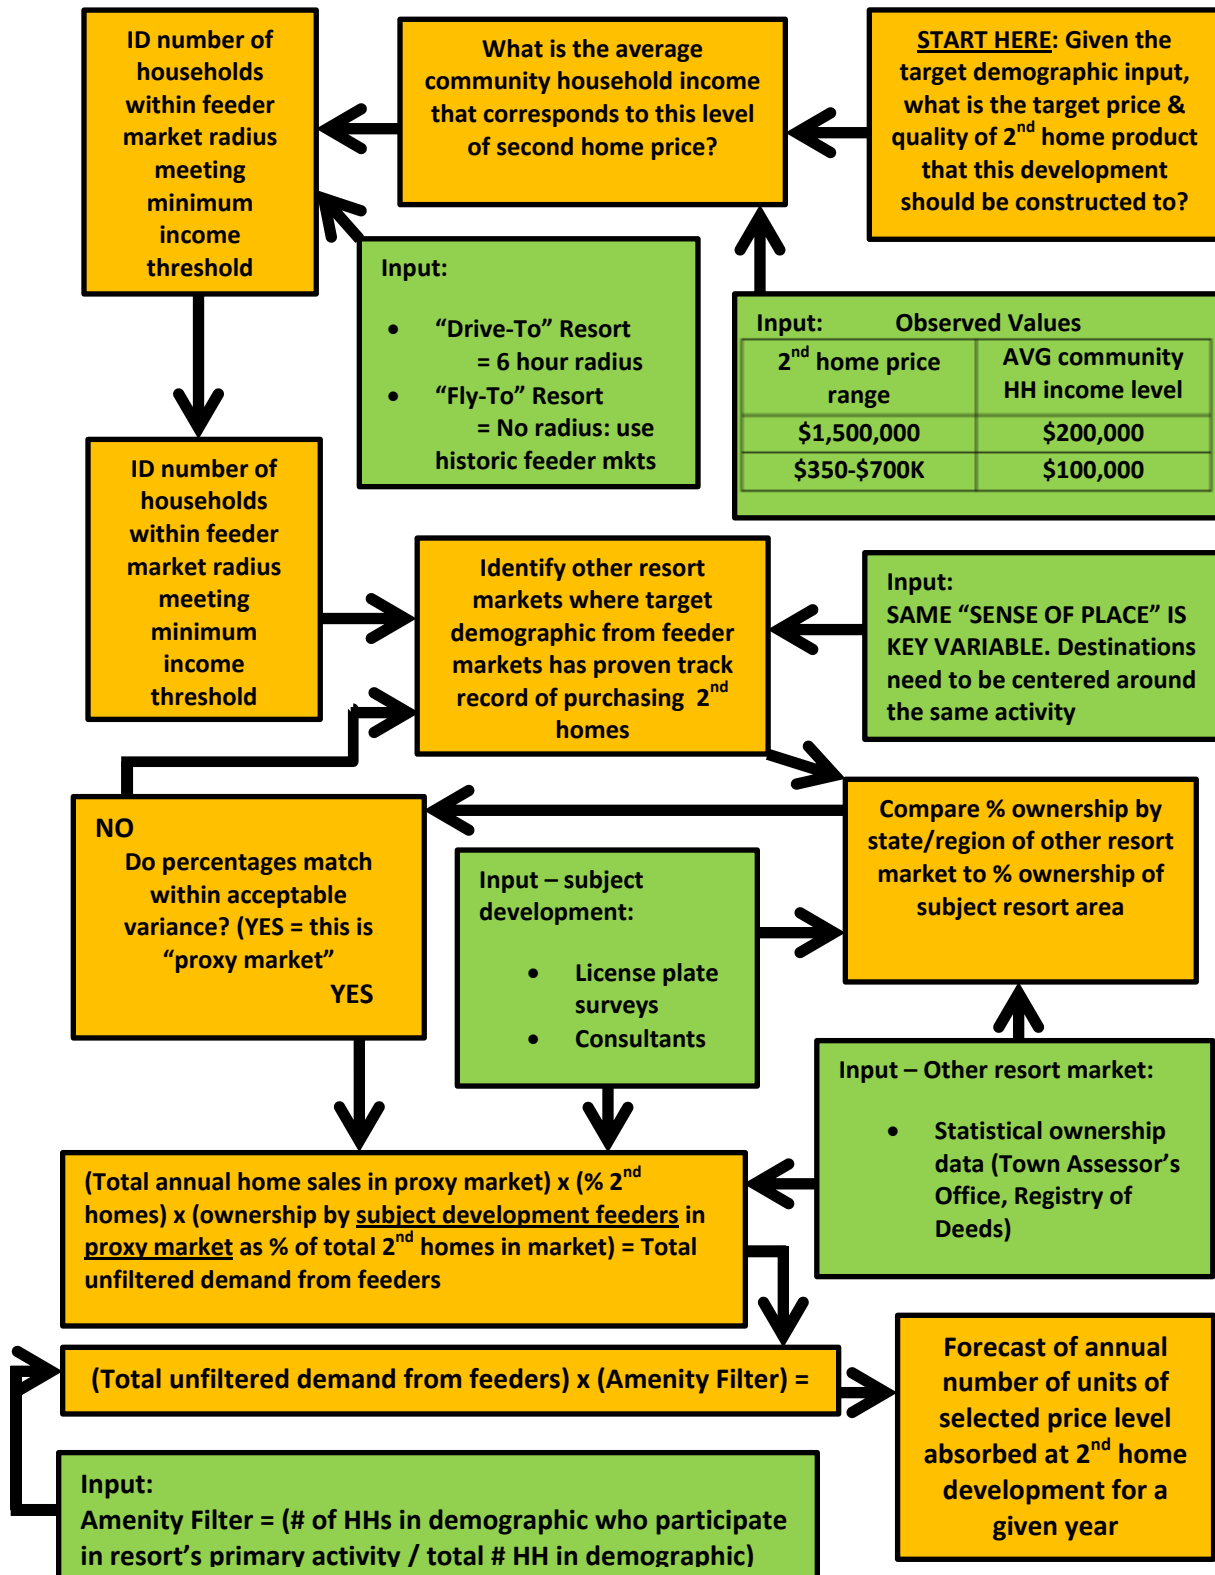 START HERE: Given the
target demographic input,
what is the target price &
quality of 2nd home product
that this development
should be constructed to?
What is the average
community household income
that corresponds to this level
of second home price?
ID number of
households
within feeder
market radius
meeting
minimum
income
threshold
Input:
• “Drive-To” Resort
= 6 hour radius
• “Fly-To” Resort
= No radius: use
historic feeder mkts
Input: Observed Values
2nd home price
range
AVG community
HH income level
$1,500,000 $200,000
$350-$700K $100,000
ID number of
households
within feeder
market radius
meeting
minimum
income
threshold
Identify other resort
markets where target
demographic from feeder
markets has proven track
record of purchasing 2nd
homes
Input:
SAME “SENSE OF PLACE” IS
KEY VARIABLE. Destinations
need to be centered around
the same activity
Compare % ownership by
state/region of other resort
market to % ownership of
subject resort area
NO
Do percentages match
within acceptable
variance? (YES = this is
“proxy market”
YES
Input – subject
development:
• License plate
surveys
• Consultants
Input – Other resort market:
• Statistical ownership
data (Town Assessor’s
Office, Registry of
Deeds)
(Total annual home sales in proxy market) x (% 2nd
homes) x (ownership by subject development feeders in
proxy market as % of total 2nd homes in market) = Total
unfiltered demand from feeders
(Total unfiltered demand from feeders) x (Amenity Filter) =
Forecast of annual
number of units of
selected price level
absorbed at 2nd home
development for a
given year
Input:
Amenity Filter = (# of HHs in demographic who participate
in resort’s primary activity / total # HH in demographic)